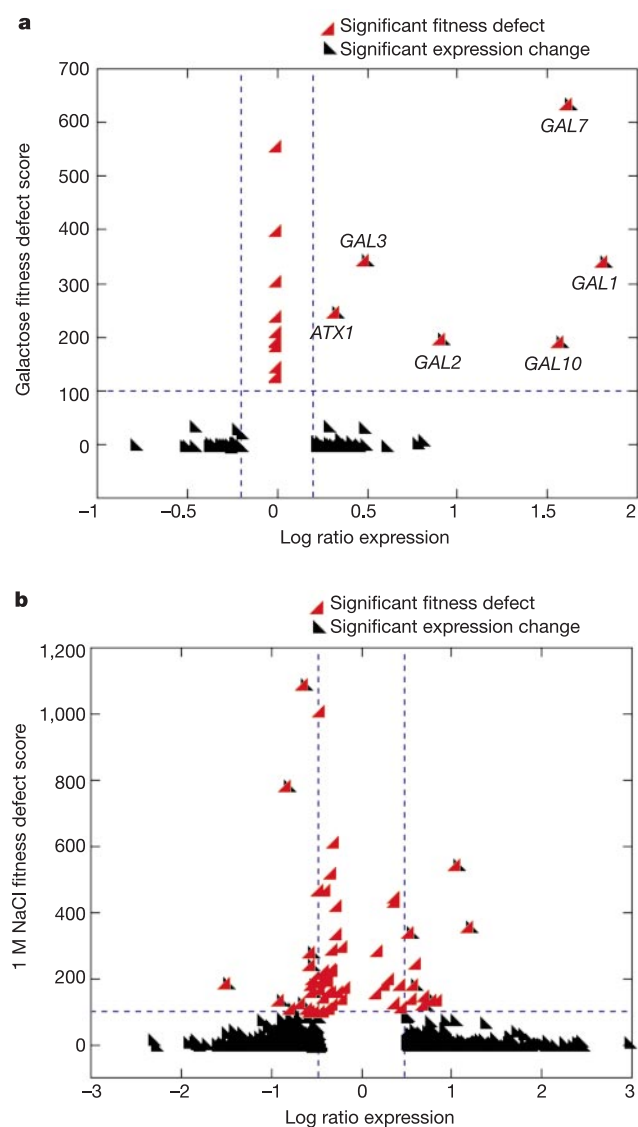 a
Significant fitness defect
Significant expression change
Galactose fitness defect score
700
600
500
400
300
200
100
0
GAL7
GAL3
GAL1
ATX1
GAL2
GAL10
−1
−0.5
0
0.5
1
1.5
2
Log ratio expression
b
Significant fitness defect
Significant expression change
1 M NaCl fitness defect score
1,200
1,000
800
600
400
200
0
−3
−2
−1
0
1
2
3
Log ratio expression